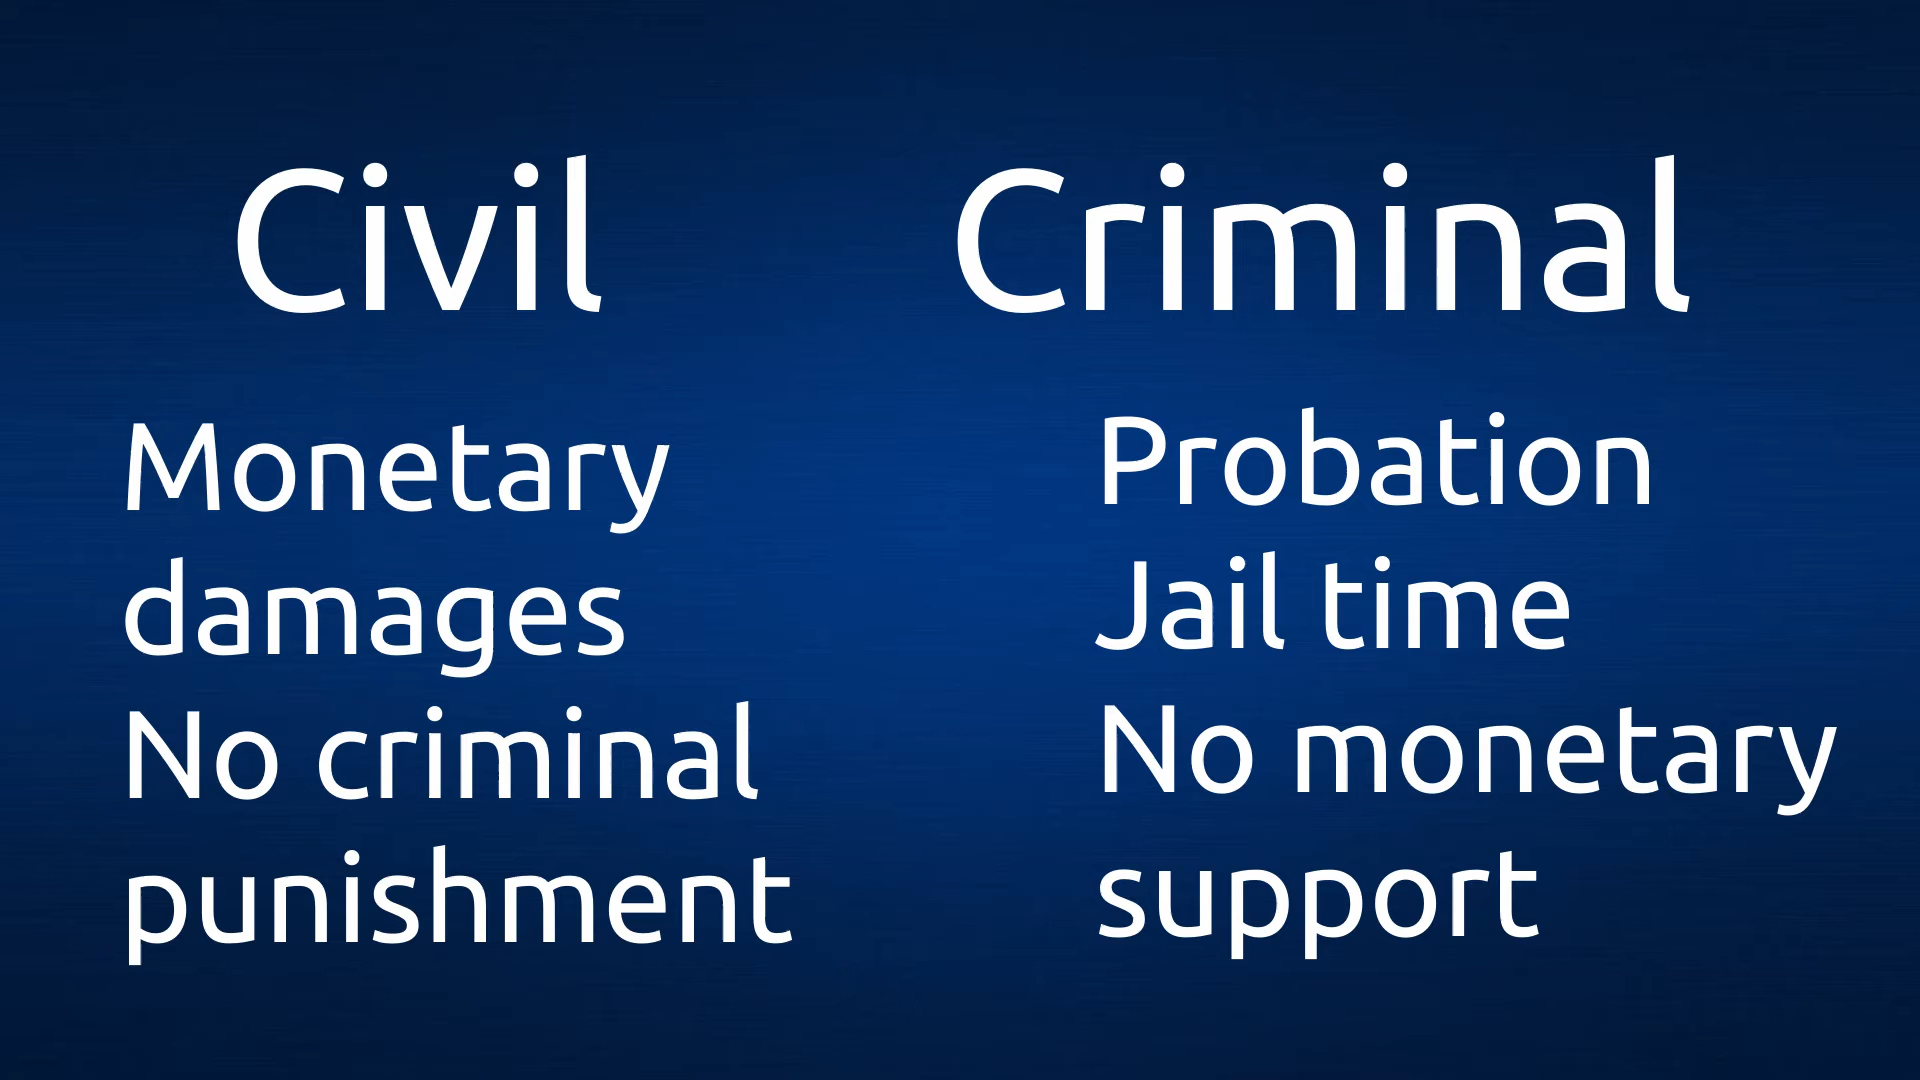 Civil
Monetary
damages
No criminal
punishment
Criminal
Probation
Jail time
No monetary
support